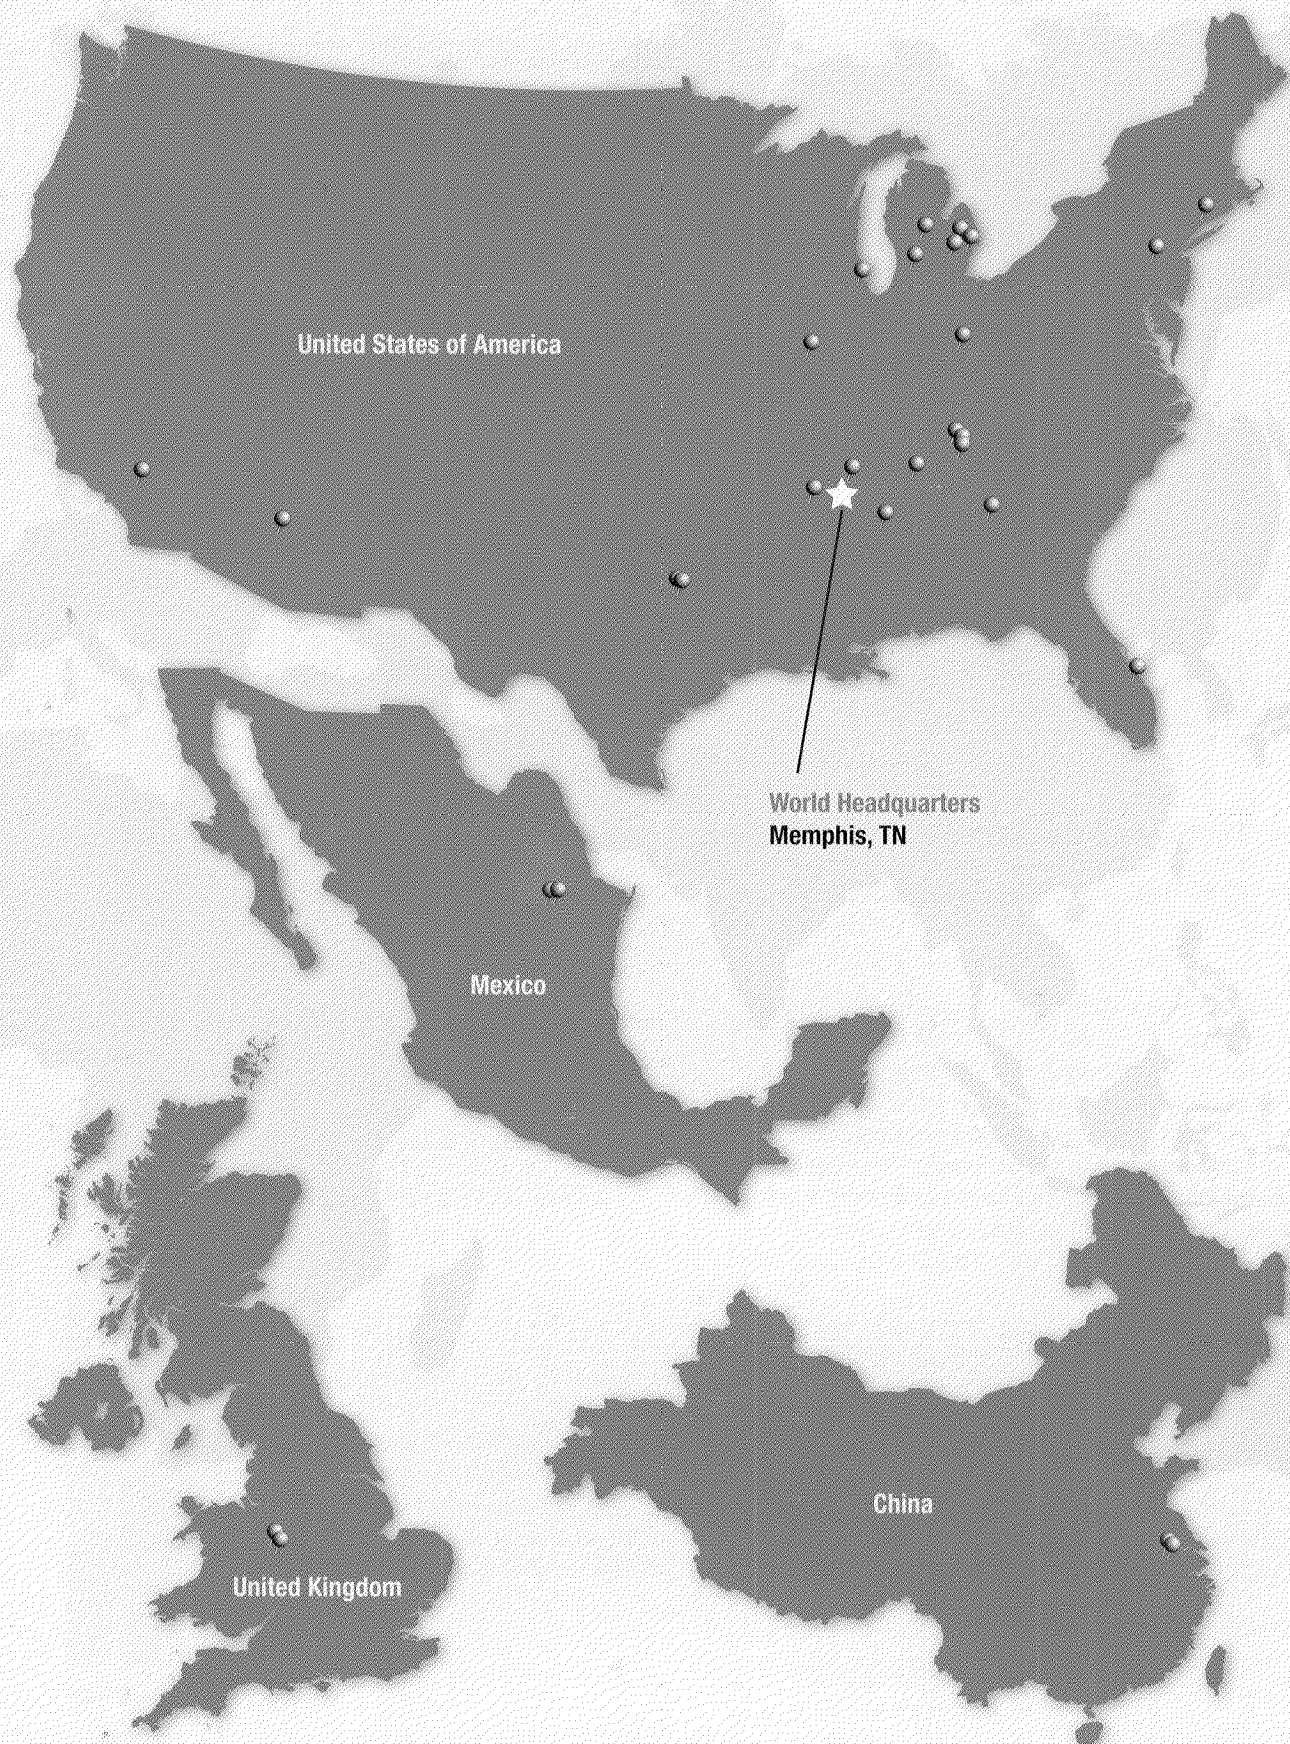 United States of America
World Headquarters
Memphis, TN
Mexico
China
United Kingdom